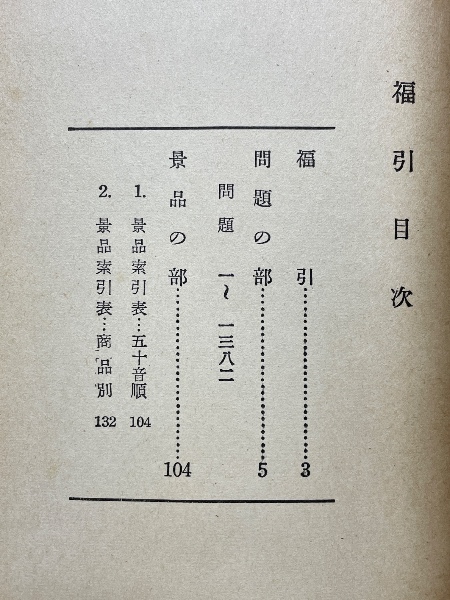 福引目次
福引……………………3
問題の部……………………5
問題 一〜一三八二
景品の部……………………104
1. 景品索引表…五十音順 104
2. 景品索引表…商品別 132